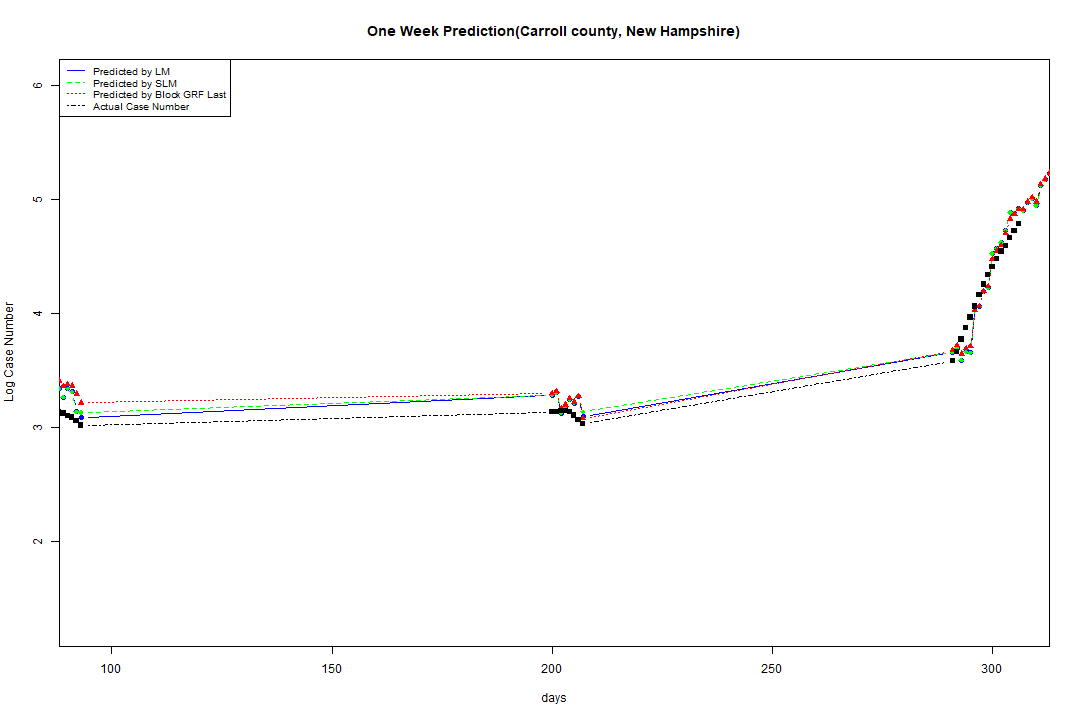 One Week Prediction(Carroll county, New Hampshire)
Predicted by LM
Predicted by SLM
Predicted by Block GRF Last
Actual Case Number
6
5
4
3
2
Log Case Number
100 150 200 250 300
days